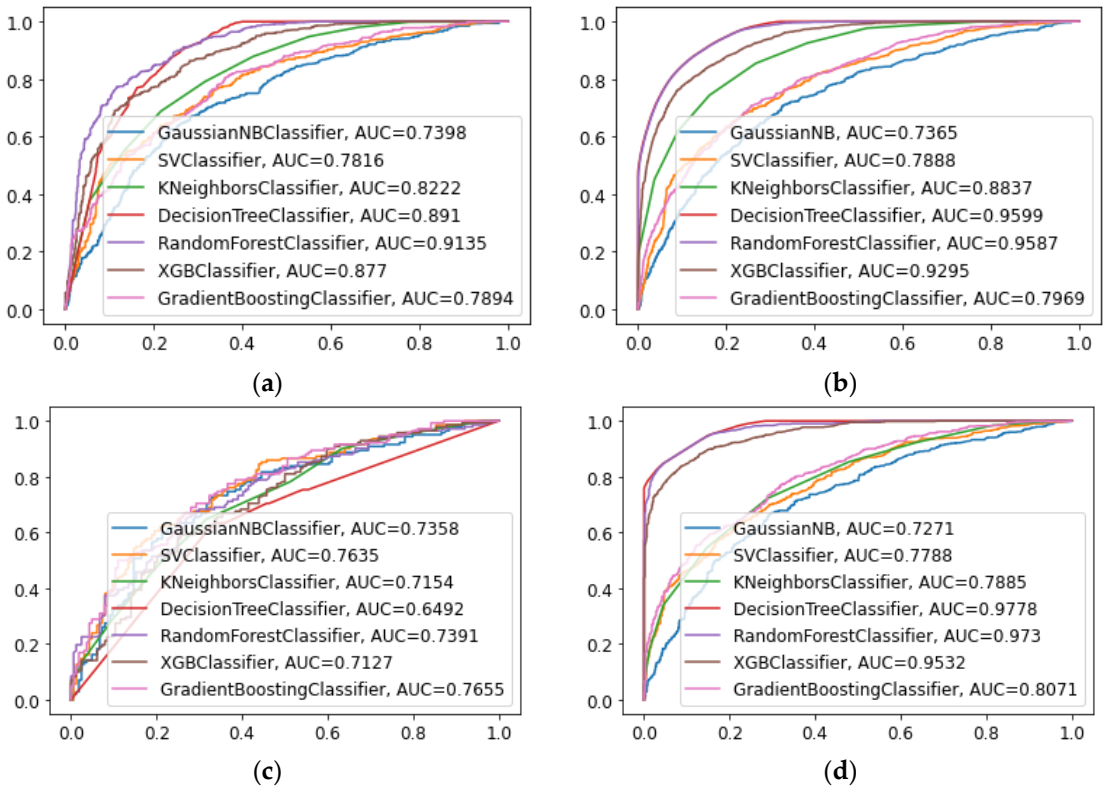 1.0
0.8
0.6
0.4
0.2
0.0
GaussianNBClassifier, AUC=0.7398
SVClassifier, AUC=0.7816
KNeighborsClassifier, AUC=0.8222
DecisionTreeClassifier, AUC=0.891
RandomForestClassifier, AUC=0.9135
XGBClassifier, AUC=0.877
GradientBoostingClassifier, AUC=0.7894
0.0 0.2 0.4 0.6 0.8 1.0
(a)
1.0
0.8
0.6
0.4
0.2
0.0
GaussianNB, AUC=0.7365
SVClassifier, AUC=0.7888
KNeighborsClassifier, AUC=0.8837
DecisionTreeClassifier, AUC=0.9599
RandomForestClassifier, AUC=0.9587
XGBClassifier, AUC=0.9295
GradientBoostingClassifier, AUC=0.7969
0.0 0.2 0.4 0.6 0.8 1.0
(b)
1.0
0.8
0.6
0.4
0.2
0.0
GaussianNBClassifier, AUC=0.7358
SVClassifier, AUC=0.7635
KNeighborsClassifier, AUC=0.7154
DecisionTreeClassifier, AUC=0.6492
RandomForestClassifier, AUC=0.7391
XGBClassifier, AUC=0.7127
GradientBoostingClassifier, AUC=0.7655
0.0 0.2 0.4 0.6 0.8 1.0
(c)
1.0
0.8
0.6
0.4
0.2
0.0
GaussianNB, AUC=0.7271
SVClassifier, AUC=0.7788
KNeighborsClassifier, AUC=0.7885
DecisionTreeClassifier, AUC=0.9778
RandomForestClassifier, AUC=0.973
XGBClassifier, AUC=0.9532
GradientBoostingClassifier, AUC=0.8071
0.0 0.2 0.4 0.6 0.8 1.0
(d)